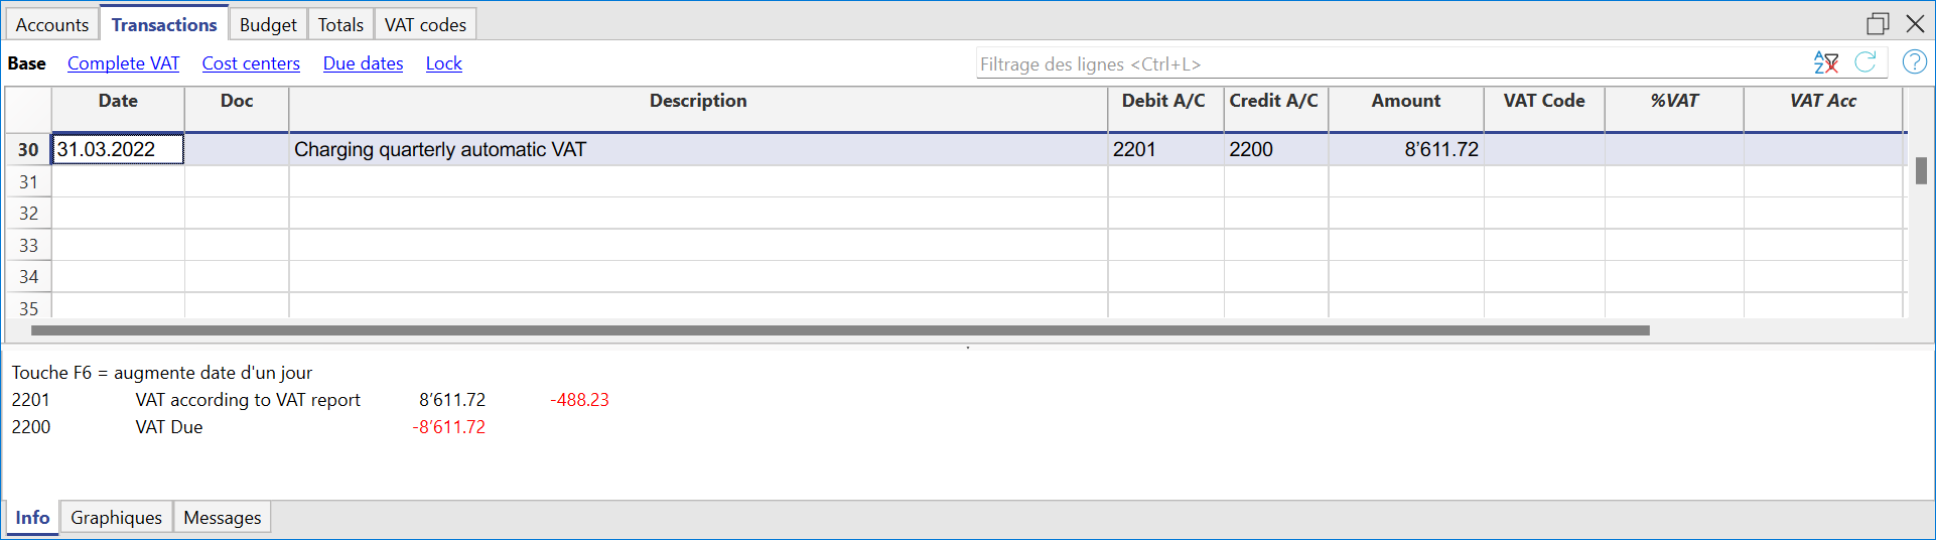 Accounts Transactions Budget Totals VAT codes
Base Complete VAT Cost centers Due dates Lock Filtrage des lignes <Ctrl+L>
Date Doc Description Debit A/C Credit A/C Amount VAT Code %VAT VAT Acc
30 31.03.2022 Charging quarterly automatic VAT 2201 2200 8’611.72
31
32
33
34
35
Touche F6 = augmente date d'un jour
2201 VAT according to VAT report 8’611.72 -488.23
2200 VAT Due -8’611.72
Info Graphiques Messages